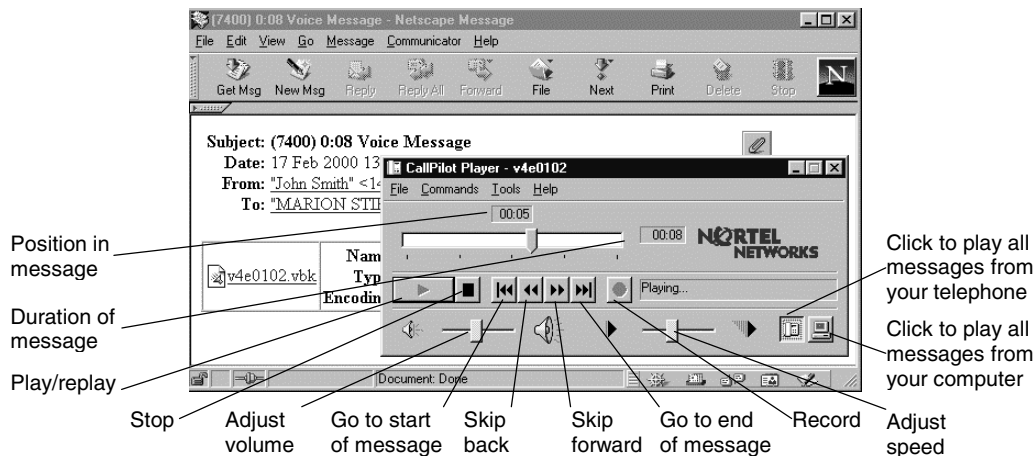 (7400) 0:08 Voice Message - Netscape Message
File Edit View Go Message Communicator Help
Get Msg New Msg Reply Reply All Forward File Next Print Delete Stop
N
Subject: (7400) 0:08 Voice Message
Date: 17 Feb 2000 13
From: "John Smith" <14
To: "MARION
v4e0102.vbk
Nam
Typ
Encodin
CallPilot Player - v4e0102
File Commands Tools Help
00:05
00:08
NORTEL
NETWORKS
Playing...
Document: Done
Position in
message
Duration of
message
Play/replay
Stop
Adjust
volume
Go to start
of message
Skip
back
Skip
forward
Go to end
of message
Record
Adjust
speed
Click to play all
messages from
your telephone
Click to play all
messages from
your computer